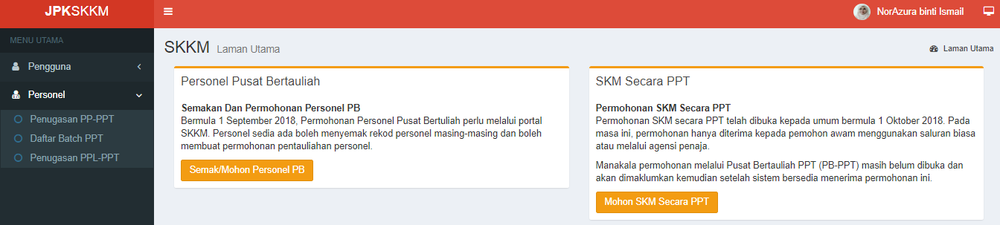 JPKSKKM
NorAzura binti Ismail
MENU UTAMA
Pengguna
Personel
Penugasan PP-PPT
Daftar Batch PPT
Penugasan PPL-PPT
SKKM Laman Utama
Laman Utama
Personel Pusat Bertauliah
Semakan Dan Permohonan Personel PB
Bermula 1 September 2018, Permohonan Personel Pusat Bertuliah perlu melalui portal
SKKM. Personel sedia ada boleh menyemak rekod personel masing-masing dan boleh
membuat permohonan pentauliahan personel.
Semak/Mohon Personel PB
SKM Secara PPT
Permohonan SKM Secara PPT
Permohonan SKM secara PPT telah dibuka kepada umum bermula 1 Oktober 2018. Pada
masa ini, permohonan hanya diterima kepada pemohon awam menggunakan saluran biasa
atau melalui agensi penaja.
Manakala permohonan melalui Pusat Bertauliah PPT (PB-PPT) masih belum dibuka dan
akan dimaklumkan kemudian setelah sistem bersedia menerima permohonan ini.
Mohon SKM Secara PPT